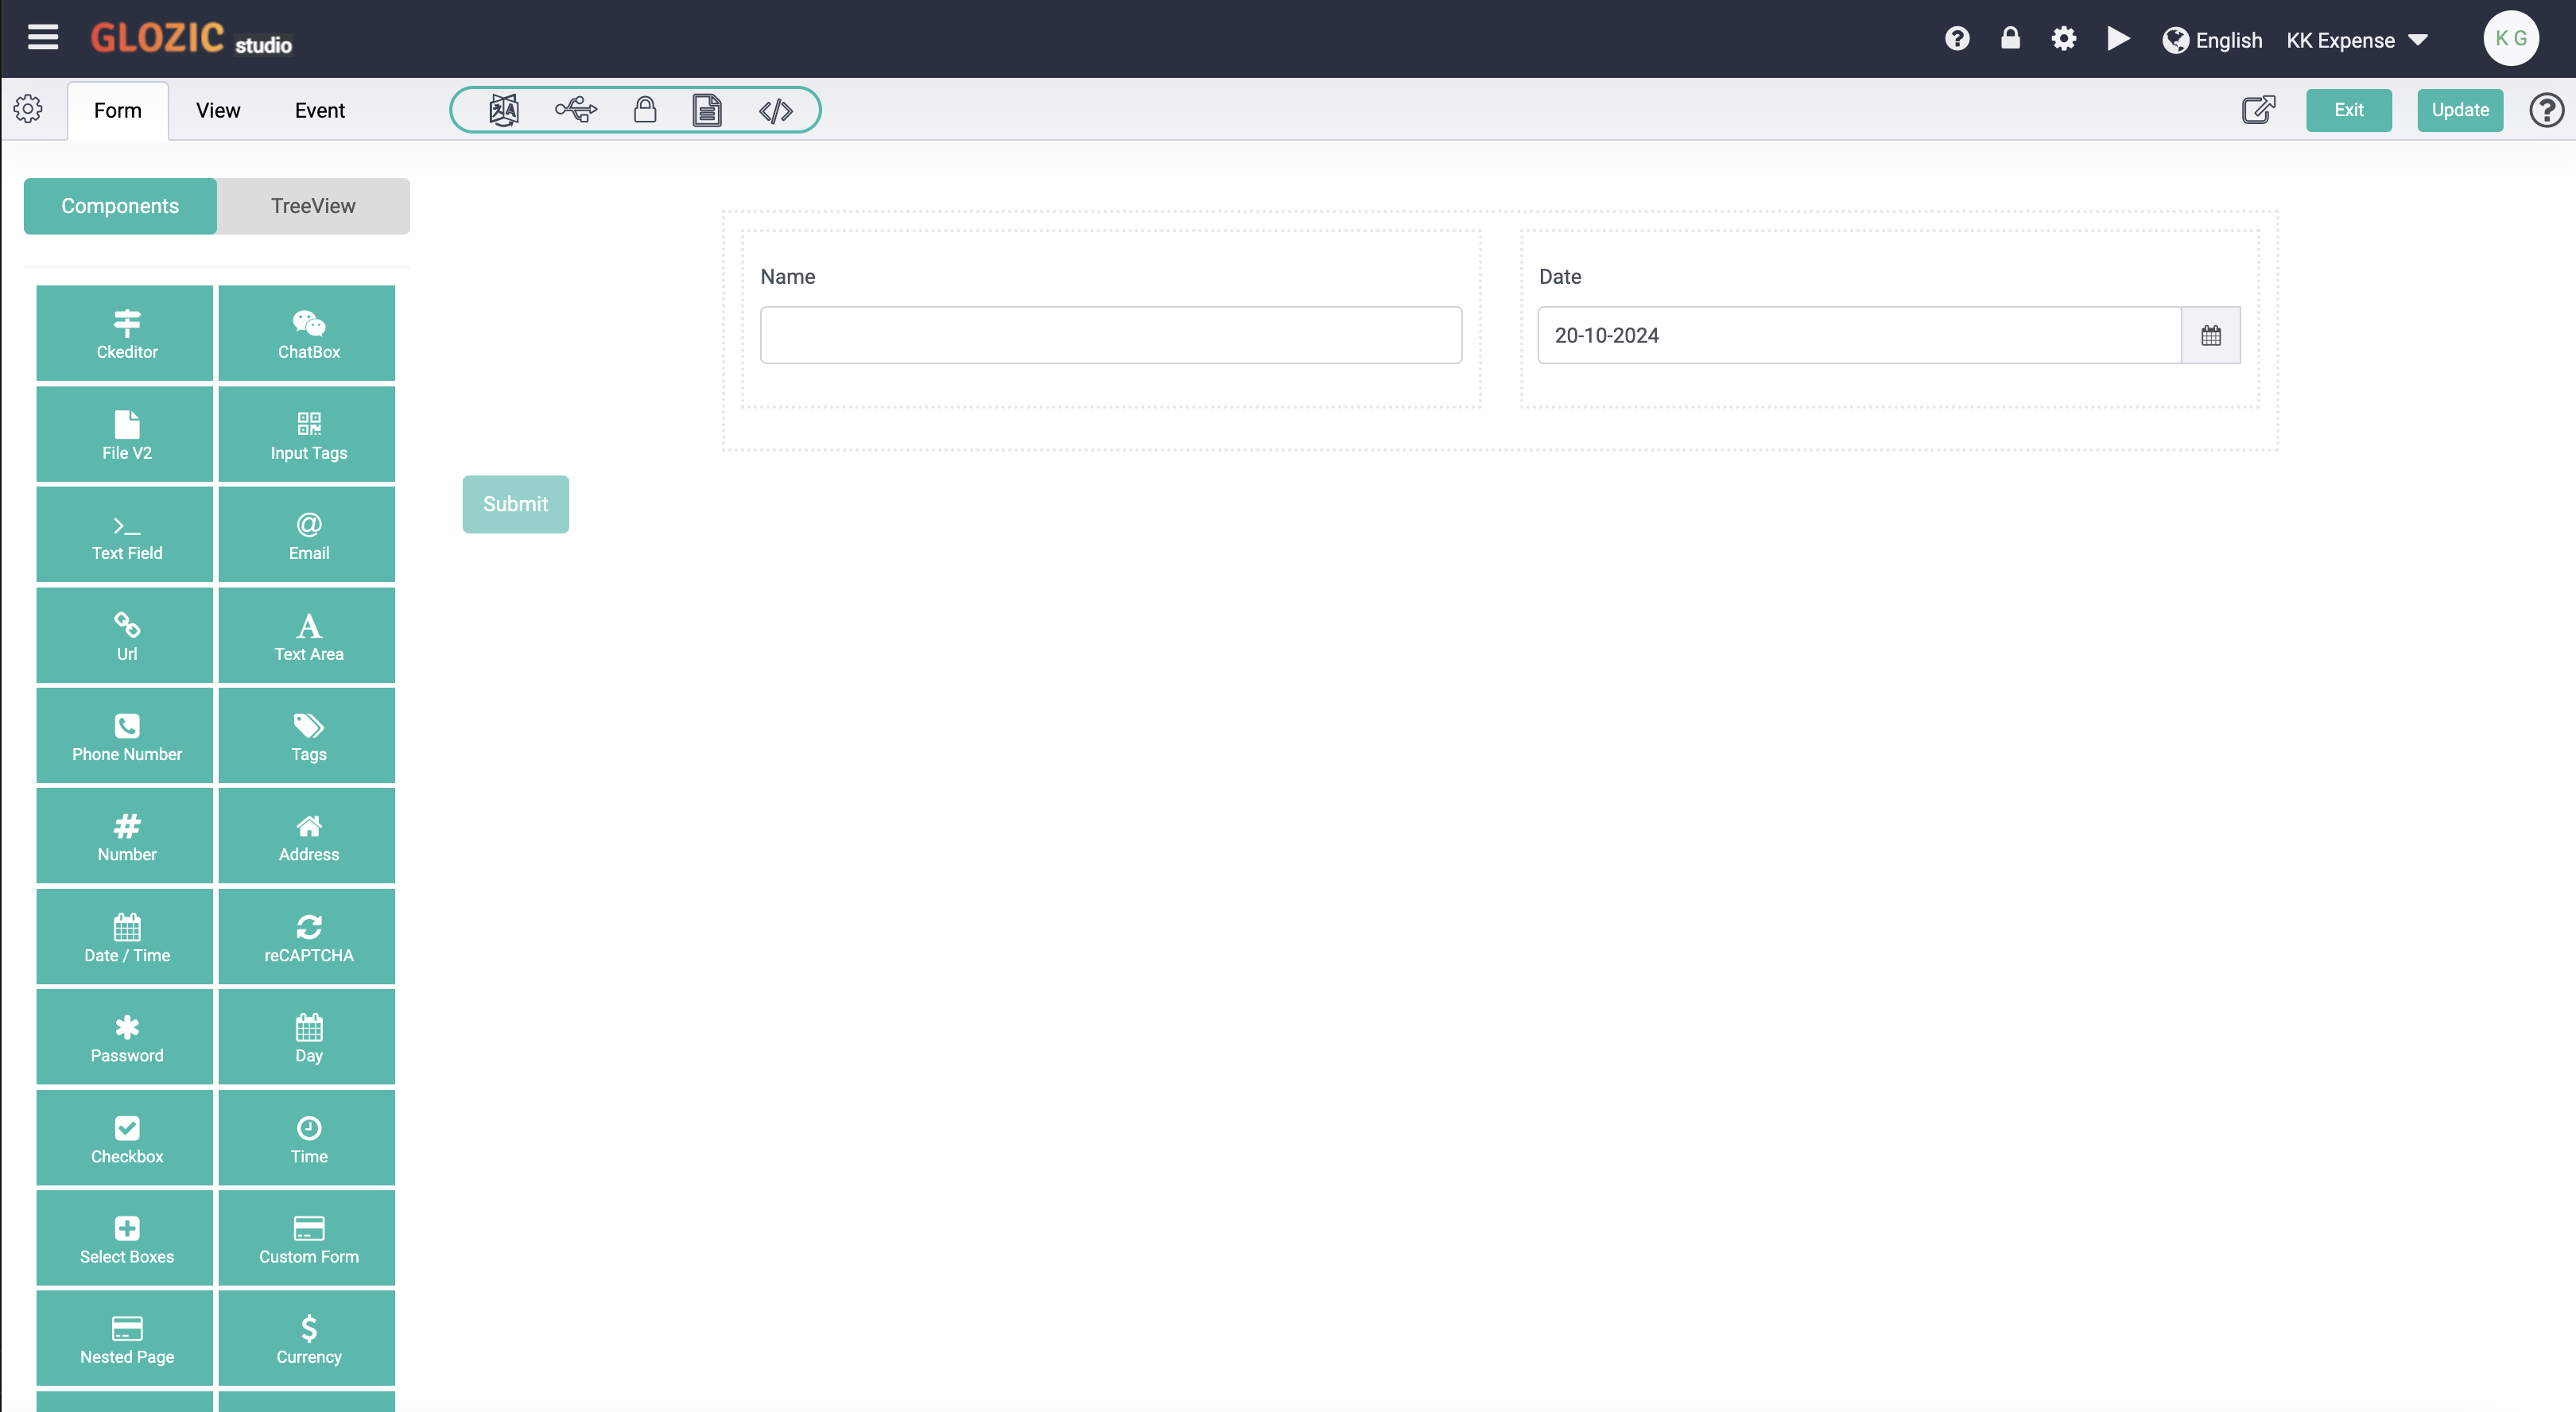 GLOZIC studio
English KK Expense K G
Form View Event
Exit Update
Components TreeView
Name Date
20-10-2024
Submit
Ckeditor ChatBox
File V2 Input Tags
Text Field Email
Url Text Area
Phone Number Tags
Number Address
Date / Time reCAPTCHA
Password Day
Checkbox Time
Select Boxes Custom Form
Nested Page Currency